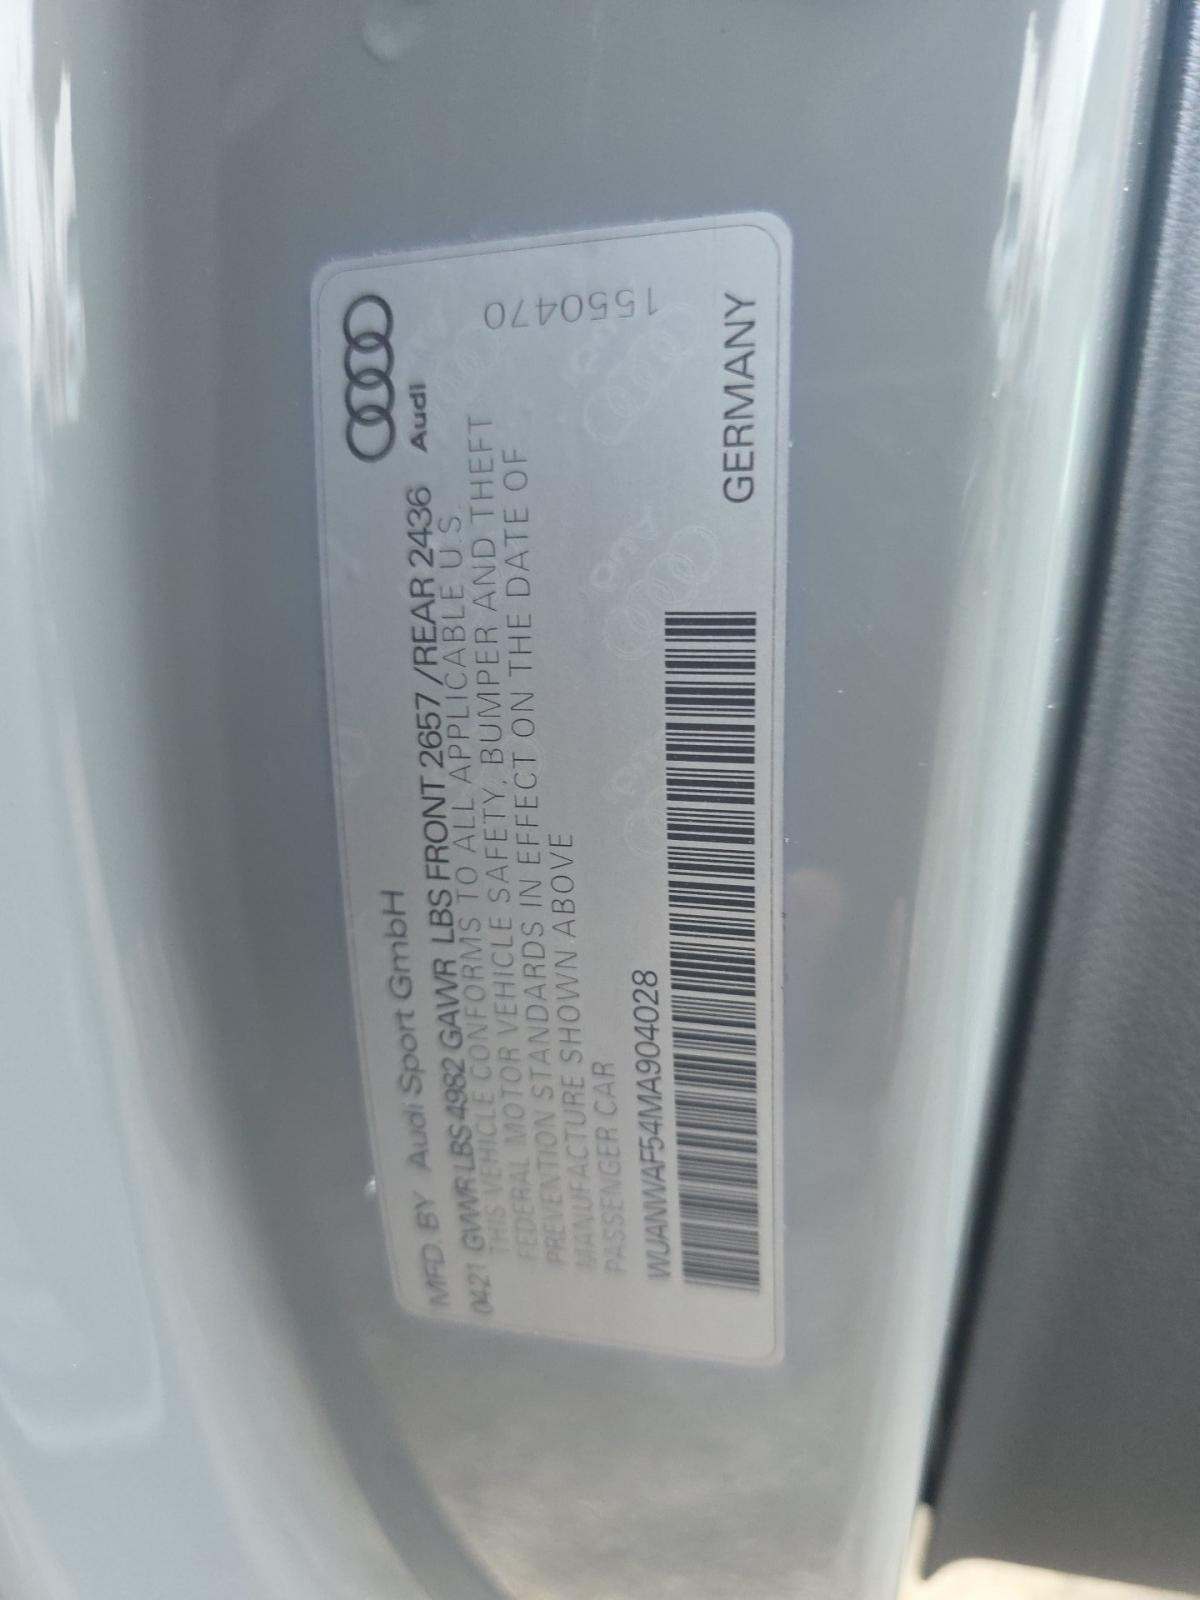 MFD. BY Audi Sport GmbH
Audi
0421 GVWR LBS 4982 GAWR LBS FRONT 2657 /REAR 2436
THIS VEHICLE CONFORMS TO ALL APPLICABLE U.S.
FEDERAL MOTOR VEHICLE SAFETY, BUMPER AND THEFT
PREVENTION STANDARDS IN EFFECT ON THE DATE OF
MANUFACTURE SHOWN ABOVE
PASSENGER CAR
1550470
WUANWAF54MA904028
GERMANY